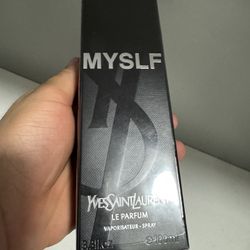 MYSLF
YVESSAINTLAURENT
LE PARFUM
VAPORISATEUR - SPRAY